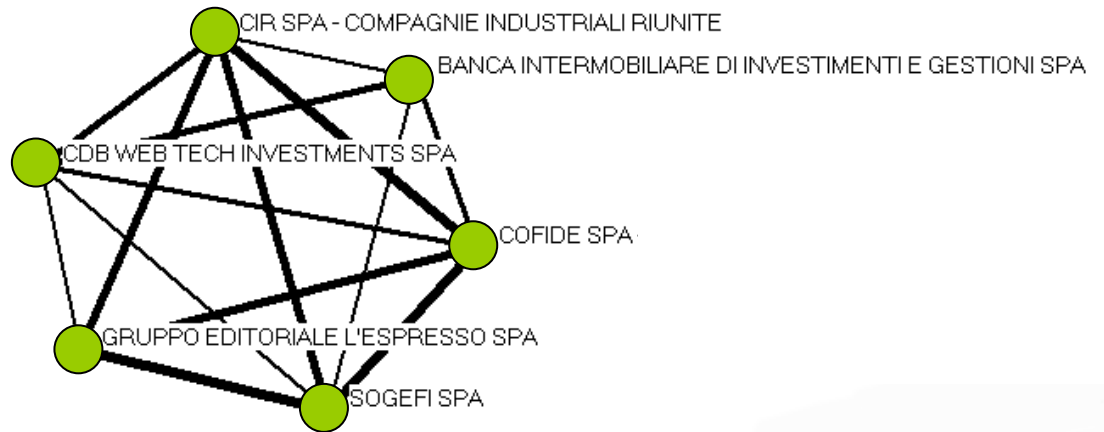 CIR SPA - COMPAGNIE INDUSTRIALI RIUNITE
BANCA INTERMOBILIARE DI INVESTIMENTI E GESTIONI SPA
CDB WEB TECH INVESTMENTS SPA
COFIDE SPA
GRUPPO EDITORIALE L'ESPRESSO SPA
SOGEFI SPA